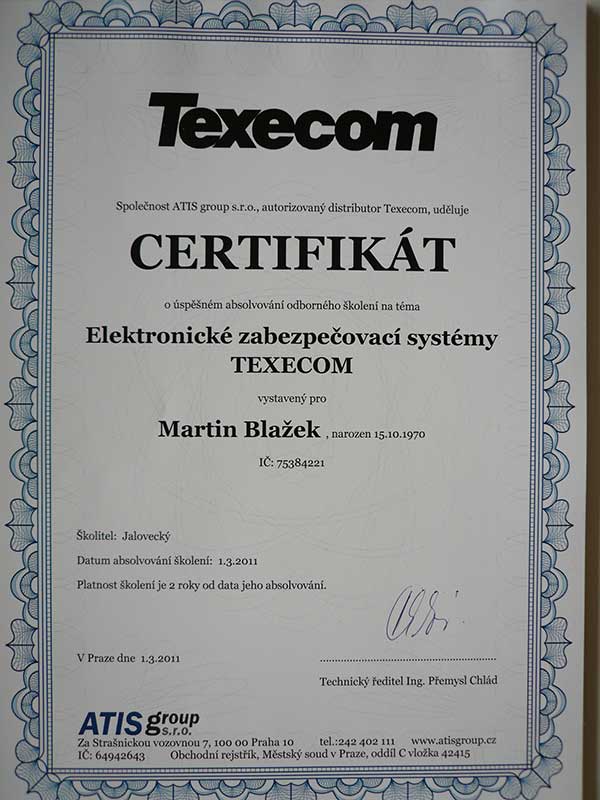 Texecom
Společnost ATIS group s.r.o., autorizovaný distributor Texecom, uděluje
CERTIFIKÁT
o úspěšném absolvování odborného školení na téma
Elektronické zabezpečovací systémy
TEXECOM
vystavený pro
Martin Blažek , narozen 15.10.1970
IČ: 75384221
Školitel: Jalovecký
Datum absolvování školení: 1.3.2011
Platnost školení je 2 roky od data jeho absolvování.
V Praze dne 1.3.2011
Technický ředitel Ing. Přemysl Chlád
ATIS group s.r.o.
Za Strašnickou vozovnou 7, 100 00 Praha 10 tel.:242 402 111 www.atisgroup.cz
IČ: 64942643 Obchodní rejstřík, Městský soud v Praze, oddíl C vložka 42415